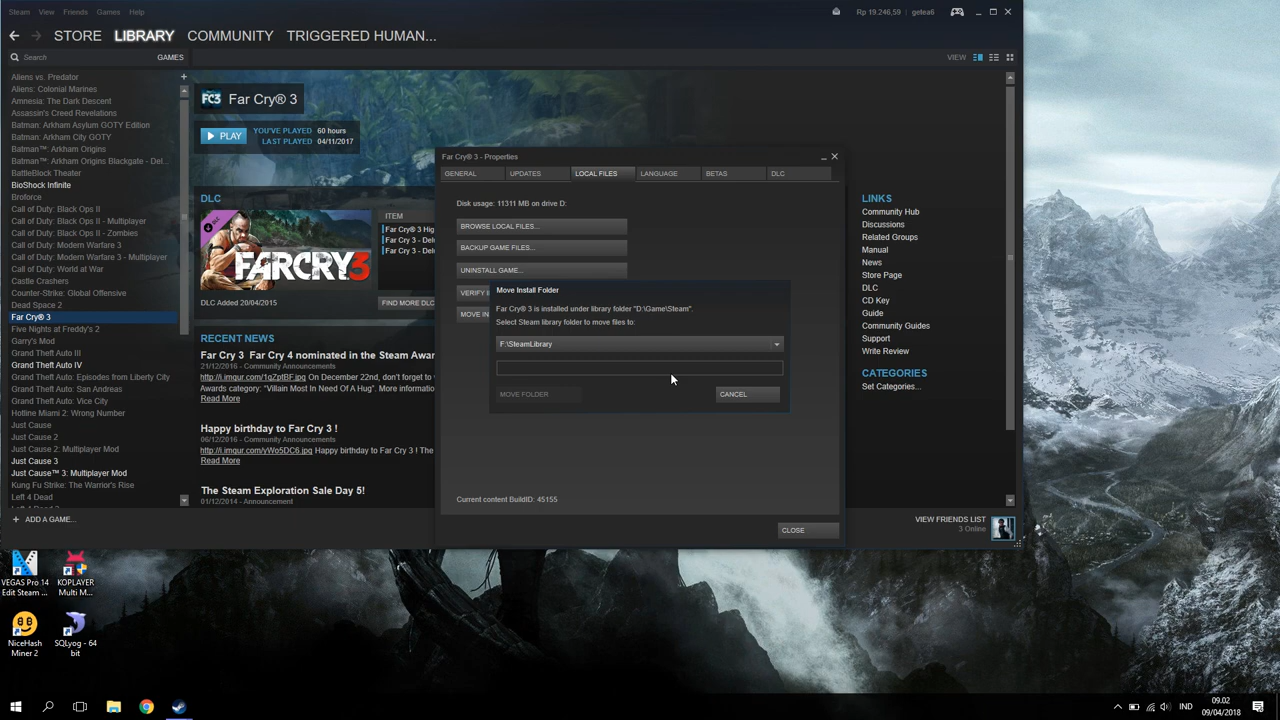 Steam View Friends Games Help
Rp 19.246,59 getea6
STORE LIBRARY COMMUNITY TRIGGERED HUMAN...
Search GAMES
VIEW
Aliens vs. Predator
Aliens: Colonial Marines
Amnesia: The Dark Descent
Assassin's Creed Revelations
Batman: Arkham Asylum GOTY Edition
Batman: Arkham City GOTY
Batman™: Arkham Origins
Batman™: Arkham Origins Blackgate - Del...
BattleBlock Theater
BioShock Infinite
Broforce
Call of Duty: Black Ops II
Call of Duty: Black Ops II - Multiplayer
Call of Duty: Black Ops II - Zombies
Call of Duty: Modern Warfare 3
Call of Duty: Modern Warfare 3 - Multiplayer
Call of Duty: World at War
Castle Crashers
Counter-Strike: Global Offensive
Dead Space 2
Far Cry® 3
Five Nights at Freddy's 2
Garry's Mod
Grand Theft Auto III
Grand Theft Auto IV
Grand Theft Auto: Episodes from Liberty City
Grand Theft Auto: San Andreas
Grand Theft Auto: Vice City
Hotline Miami 2: Wrong Number
Just Cause
Just Cause 2
Just Cause 2: Multiplayer Mod
Just Cause 3
Just Cause™ 3: Multiplayer Mod
Kung Fu Strike: The Warrior's Rise
Left 4 Dead
ADD A GAME...
FC3 Far Cry® 3
PLAY
YOU'VE PLAYED 60 hours
LAST PLAYED 04/11/2017
DLC
FARCRY3
DLC Added 20/04/2015
ITEM
Far Cry® 3 Hig
Far Cry 3 - Del
Far Cry 3 - Del
FIND MORE DLC
RECENT NEWS
Far Cry 3 Far Cry 4 nominated in the Steam Awar
21/12/2016 - Community Announcements
http://i.imgur.com/1qZptBF.jpg On December 22nd, don't forget to
Awards category: "Villain Most In Need Of A Hug". More informatio
Read More
Happy birthday to Far Cry 3 !
06/12/2016 - Community Announcements
http://i.imgur.com/yWo5DC6.jpg Happy birthday to Far Cry 3 ! The
Read More
The Steam Exploration Sale Day 5!
01/12/2014 - Announcement
Far Cry® 3 - Properties
GENERAL UPDATES LOCAL FILES LANGUAGE BETAS DLC
Disk usage: 11311 MB on drive D:
BROWSE LOCAL FILES...
BACKUP GAME FILES...
UNINSTALL GAME...
VERIFY I
MOVE IN
Move Install Folder
Far Cry® 3 is installed under library folder "D:\Game\Steam".
Select Steam library folder to move files to:
F:\SteamLibrary
MOVE FOLDER CANCEL
Current content BuildID: 45155
CLOSE
LINKS
Community Hub
Discussions
Related Groups
Manual
News
Store Page
DLC
CD Key
Guide
Community Guides
Support
Write Review
CATEGORIES
Set Categories...
VIEW FRIENDS LIST
3 Online
VEGAS Pro 14
Edit Steam ...
KOPLAYER
Multi M...
NiceHash
Miner 2
SQLyog - 64
bit
IND
09.02
09/04/2018